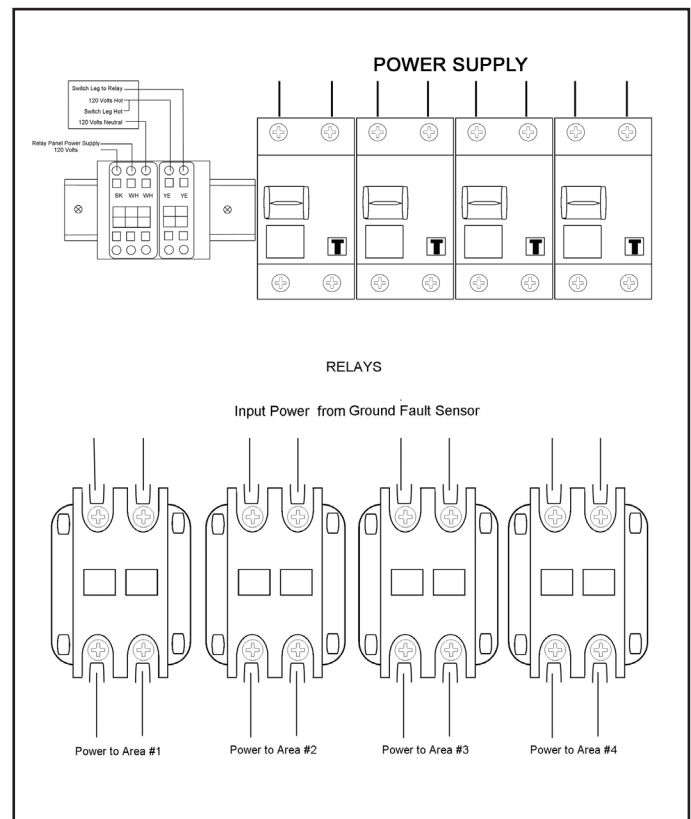 POWER SUPPLY
Switch Leg to Relay
120 Volts Hot
Switch Leg Hot
120 Volts Neutral
Relay Panel Power Supply
120 Volts
BK WH WH YE YE
T T T T
RELAYS
Input Power from Ground Fault Sensor
Power to Area #1 Power to Area #2 Power to Area #3 Power to Area #4